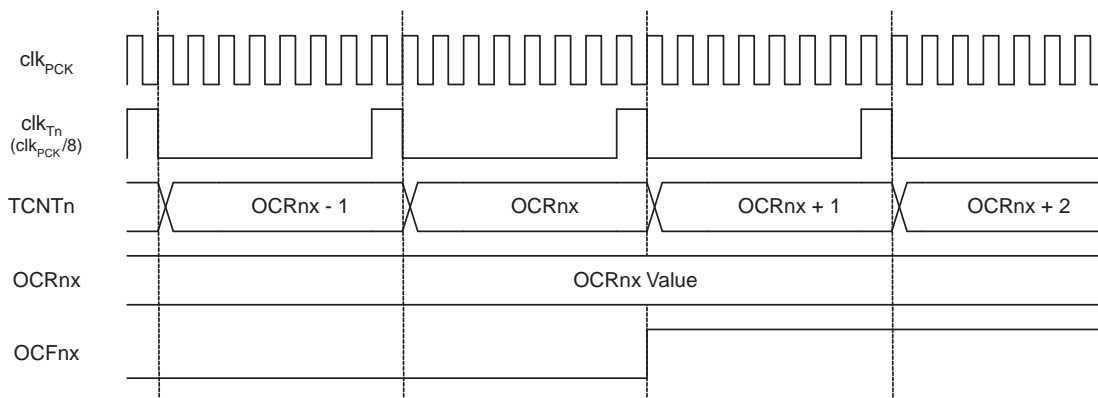 clkPCK
clkTn
(clkPCK/8)
TCNTn OCRnx - 1 OCRnx OCRnx + 1 OCRnx + 2
OCRnx OCRnx Value
OCFnx